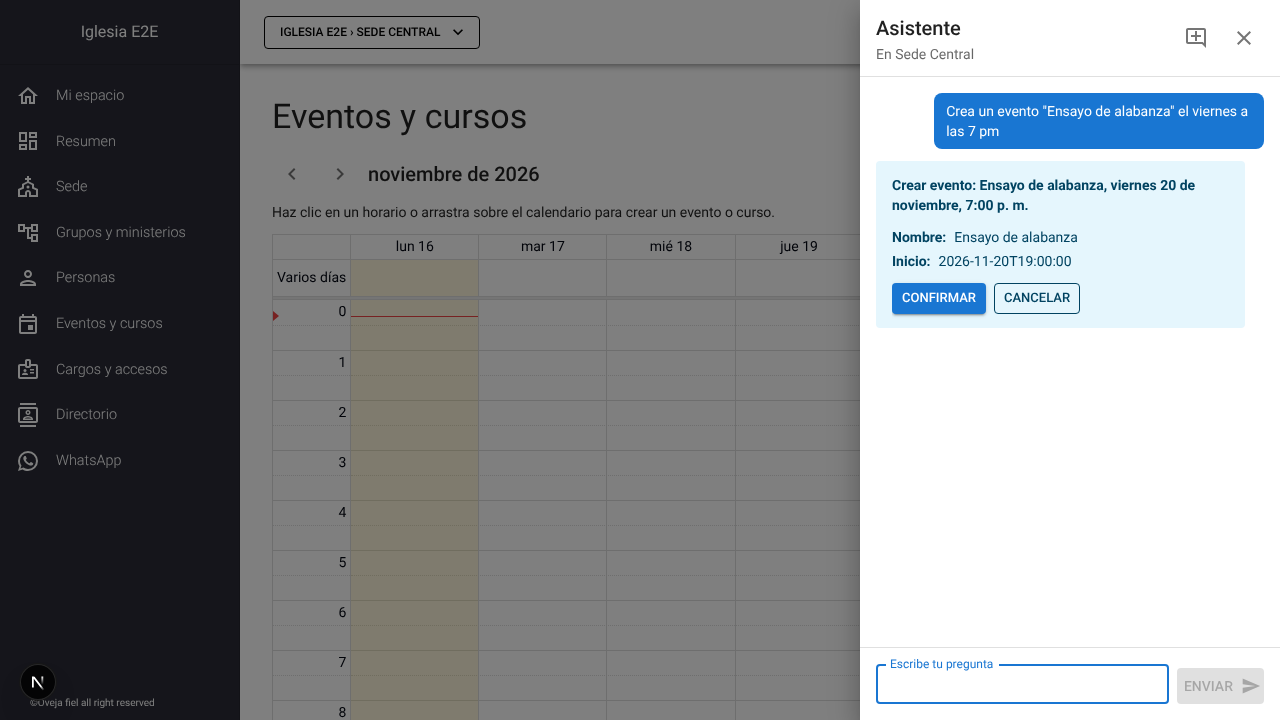 Iglesia E2E
Mi espacio
Resumen
Sede
Grupos y ministerios
Personas
Eventos y cursos
Cargos y accesos
Directorio
WhatsApp
N
©Oveja fiel all right reserved
IGLESIA E2E › SEDE CENTRAL
Eventos y cursos
noviembre de 2026
Haz clic en un horario o arrastra sobre el calendario para crear un evento o curso.
lun 16 mar 17 mié 18 jue 19
Varios días
0
1
2
3
4
5
6
7
8
Asistente
En Sede Central
Crea un evento "Ensayo de alabanza" el viernes a
las 7 pm
Crear evento: Ensayo de alabanza, viernes 20 de
noviembre, 7:00 p. m.
Nombre: Ensayo de alabanza
Inicio: 2026-11-20T19:00:00
CONFIRMAR CANCELAR
Escribe tu pregunta
ENVIAR